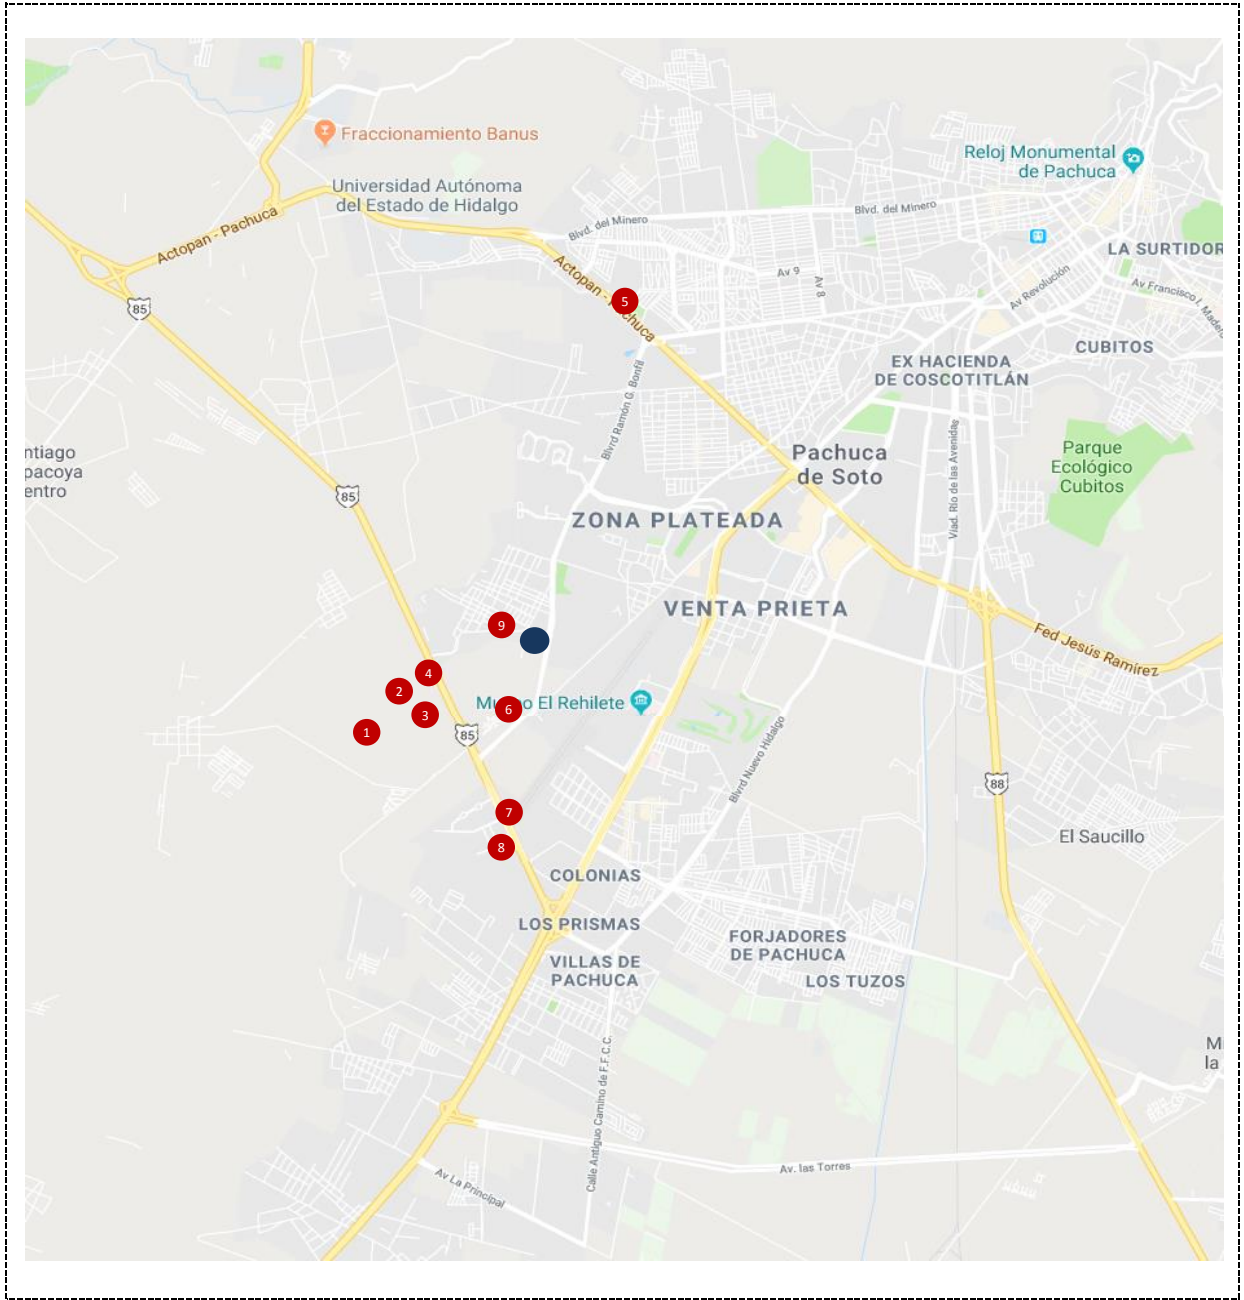 Fraccionamiento Banus
Reloj Monumental
de Pachuca
Universidad Autónoma
del Estado de Hidalgo
Blvd. del Minero
Blvd. del Minero
Actopan - Pachuca
LA SURTIDOR
Actopan - Pachuca
Av 9
Av 8
Av Revolución
Av Francisco I. Madero
85
5
CUBITOS
EX HACIENDA
DE COSCOTITLÁN
Blvrd Ramón G. Bonfil
ntiago
pacoya
entro
Pachuca
de Soto
Parque
Ecológico
Cubitos
Viad. Río de las Avenidas
85
ZONA PLATEADA
VENTA PRIETA
9
Fed Jesús Ramírez
4
2
Museo El Rehilete
6
3
1
85
Blvrd Nuevo Hidalgo
88
7
8
El Saucillo
COLONIAS
LOS PRISMAS
FORJADORES
DE PACHUCA
VILLAS DE
PACHUCA
LOS TUZOS
M
la
Calle Antiguo Camino de F.F.C.C.
Av. las Torres
Av La Principal